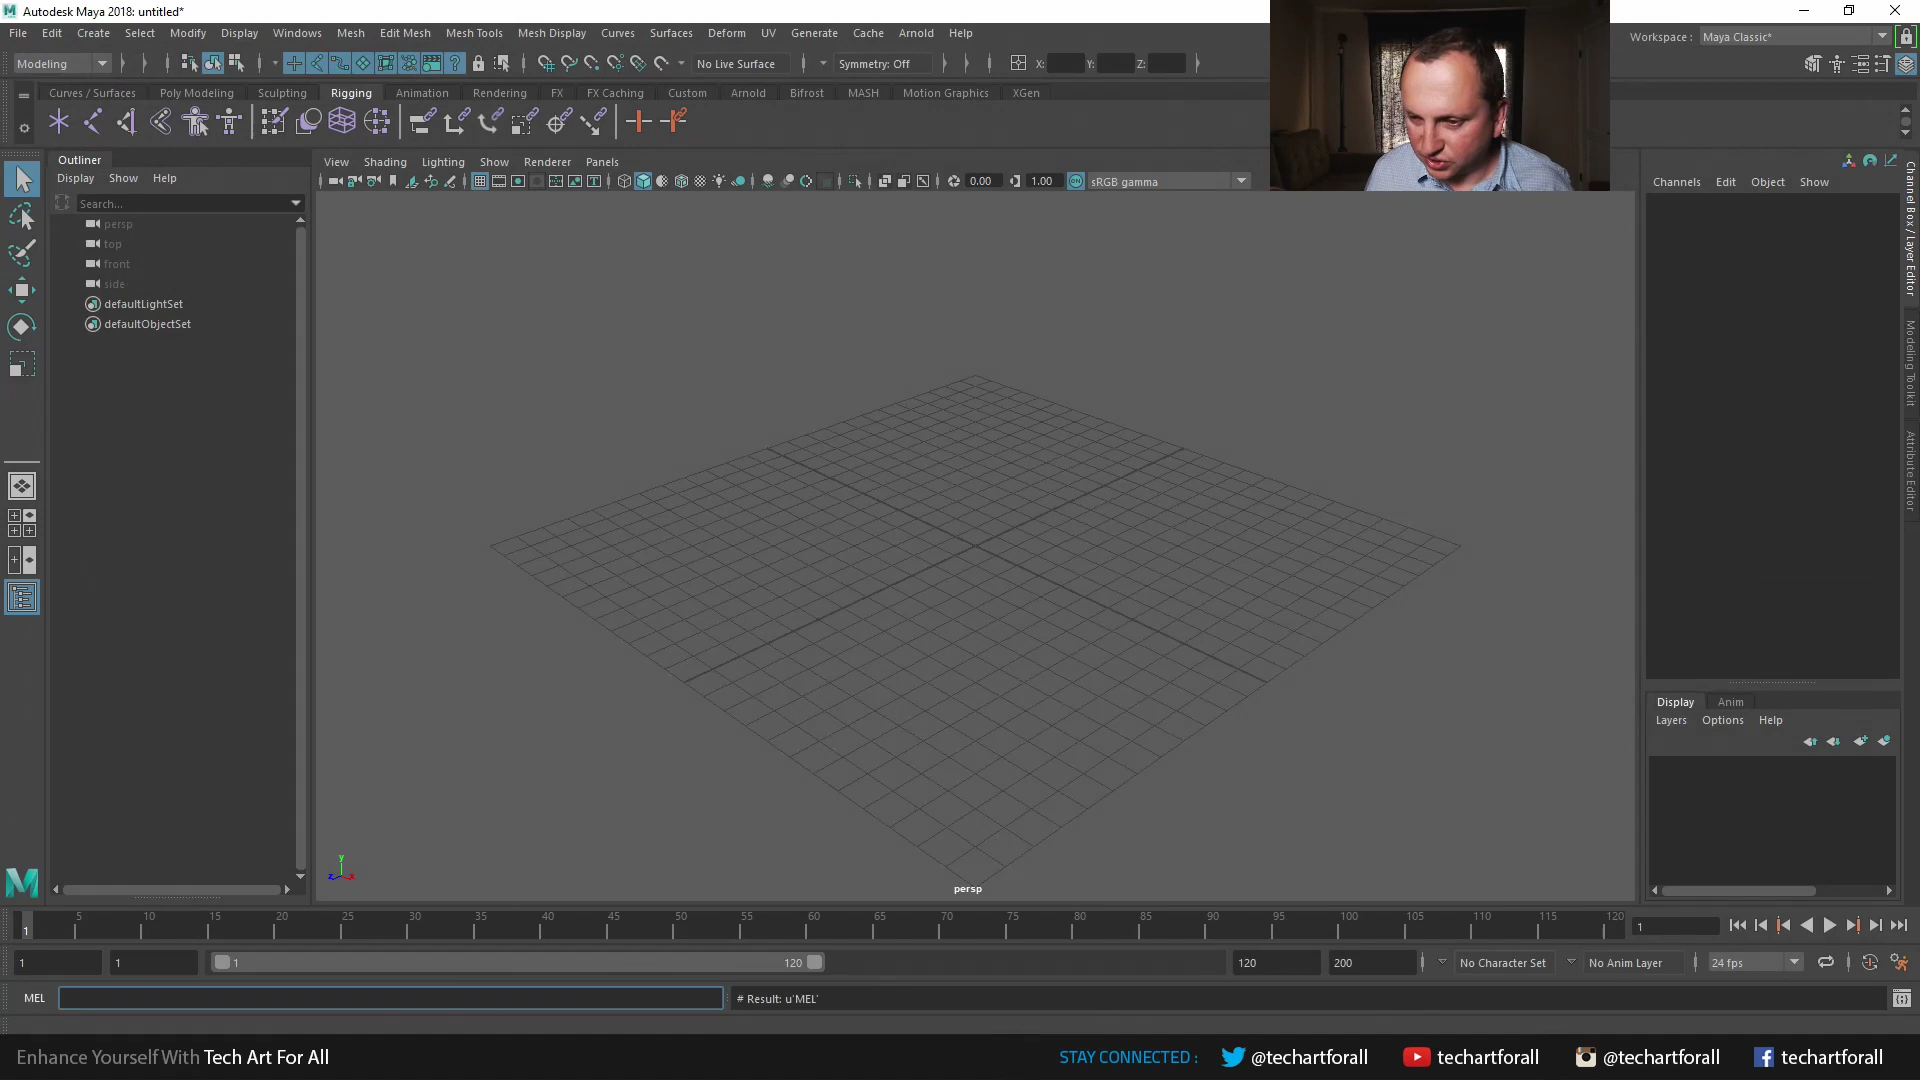 Autodesk Maya 2018: untitled*
File Edit Create Select Modify Display Windows Mesh Edit Mesh Mesh Tools Mesh Display Curves Surfaces Deform UV Generate Cache Arnold Help
Workspace : Maya Classic*
Modeling No Live Surface Symmetry: Off X: Y: Z:
Curves / Surfaces Poly Modeling Sculpting Rigging Animation Rendering FX FX Caching Custom Arnold Bifrost MASH Motion Graphics XGen
Outliner
Display Show Help
View Shading Lighting Show Renderer Panels
0.00 1.00 ON sRGB gamma
Channels Edit Object Show
Search...
persp
top
front
side
defaultLightSet
defaultObjectSet
Channel Box / Layer Editor
Modeling Toolkit
Attribute Editor
Display Anim
Layers Options Help
y
z x
persp
5 10 15 20 25 30 35 40 45 50 55 60 65 70 75 80 85 90 95 100 105 110 115 120
1 1
1 1 1 120 120 200 No Character Set No Anim Layer 24 fps
MEL # Result: u'MEL'
Enhance Yourself With Tech Art For All
STAY CONNECTED : @techartforall techartforall @techartforall techartforall